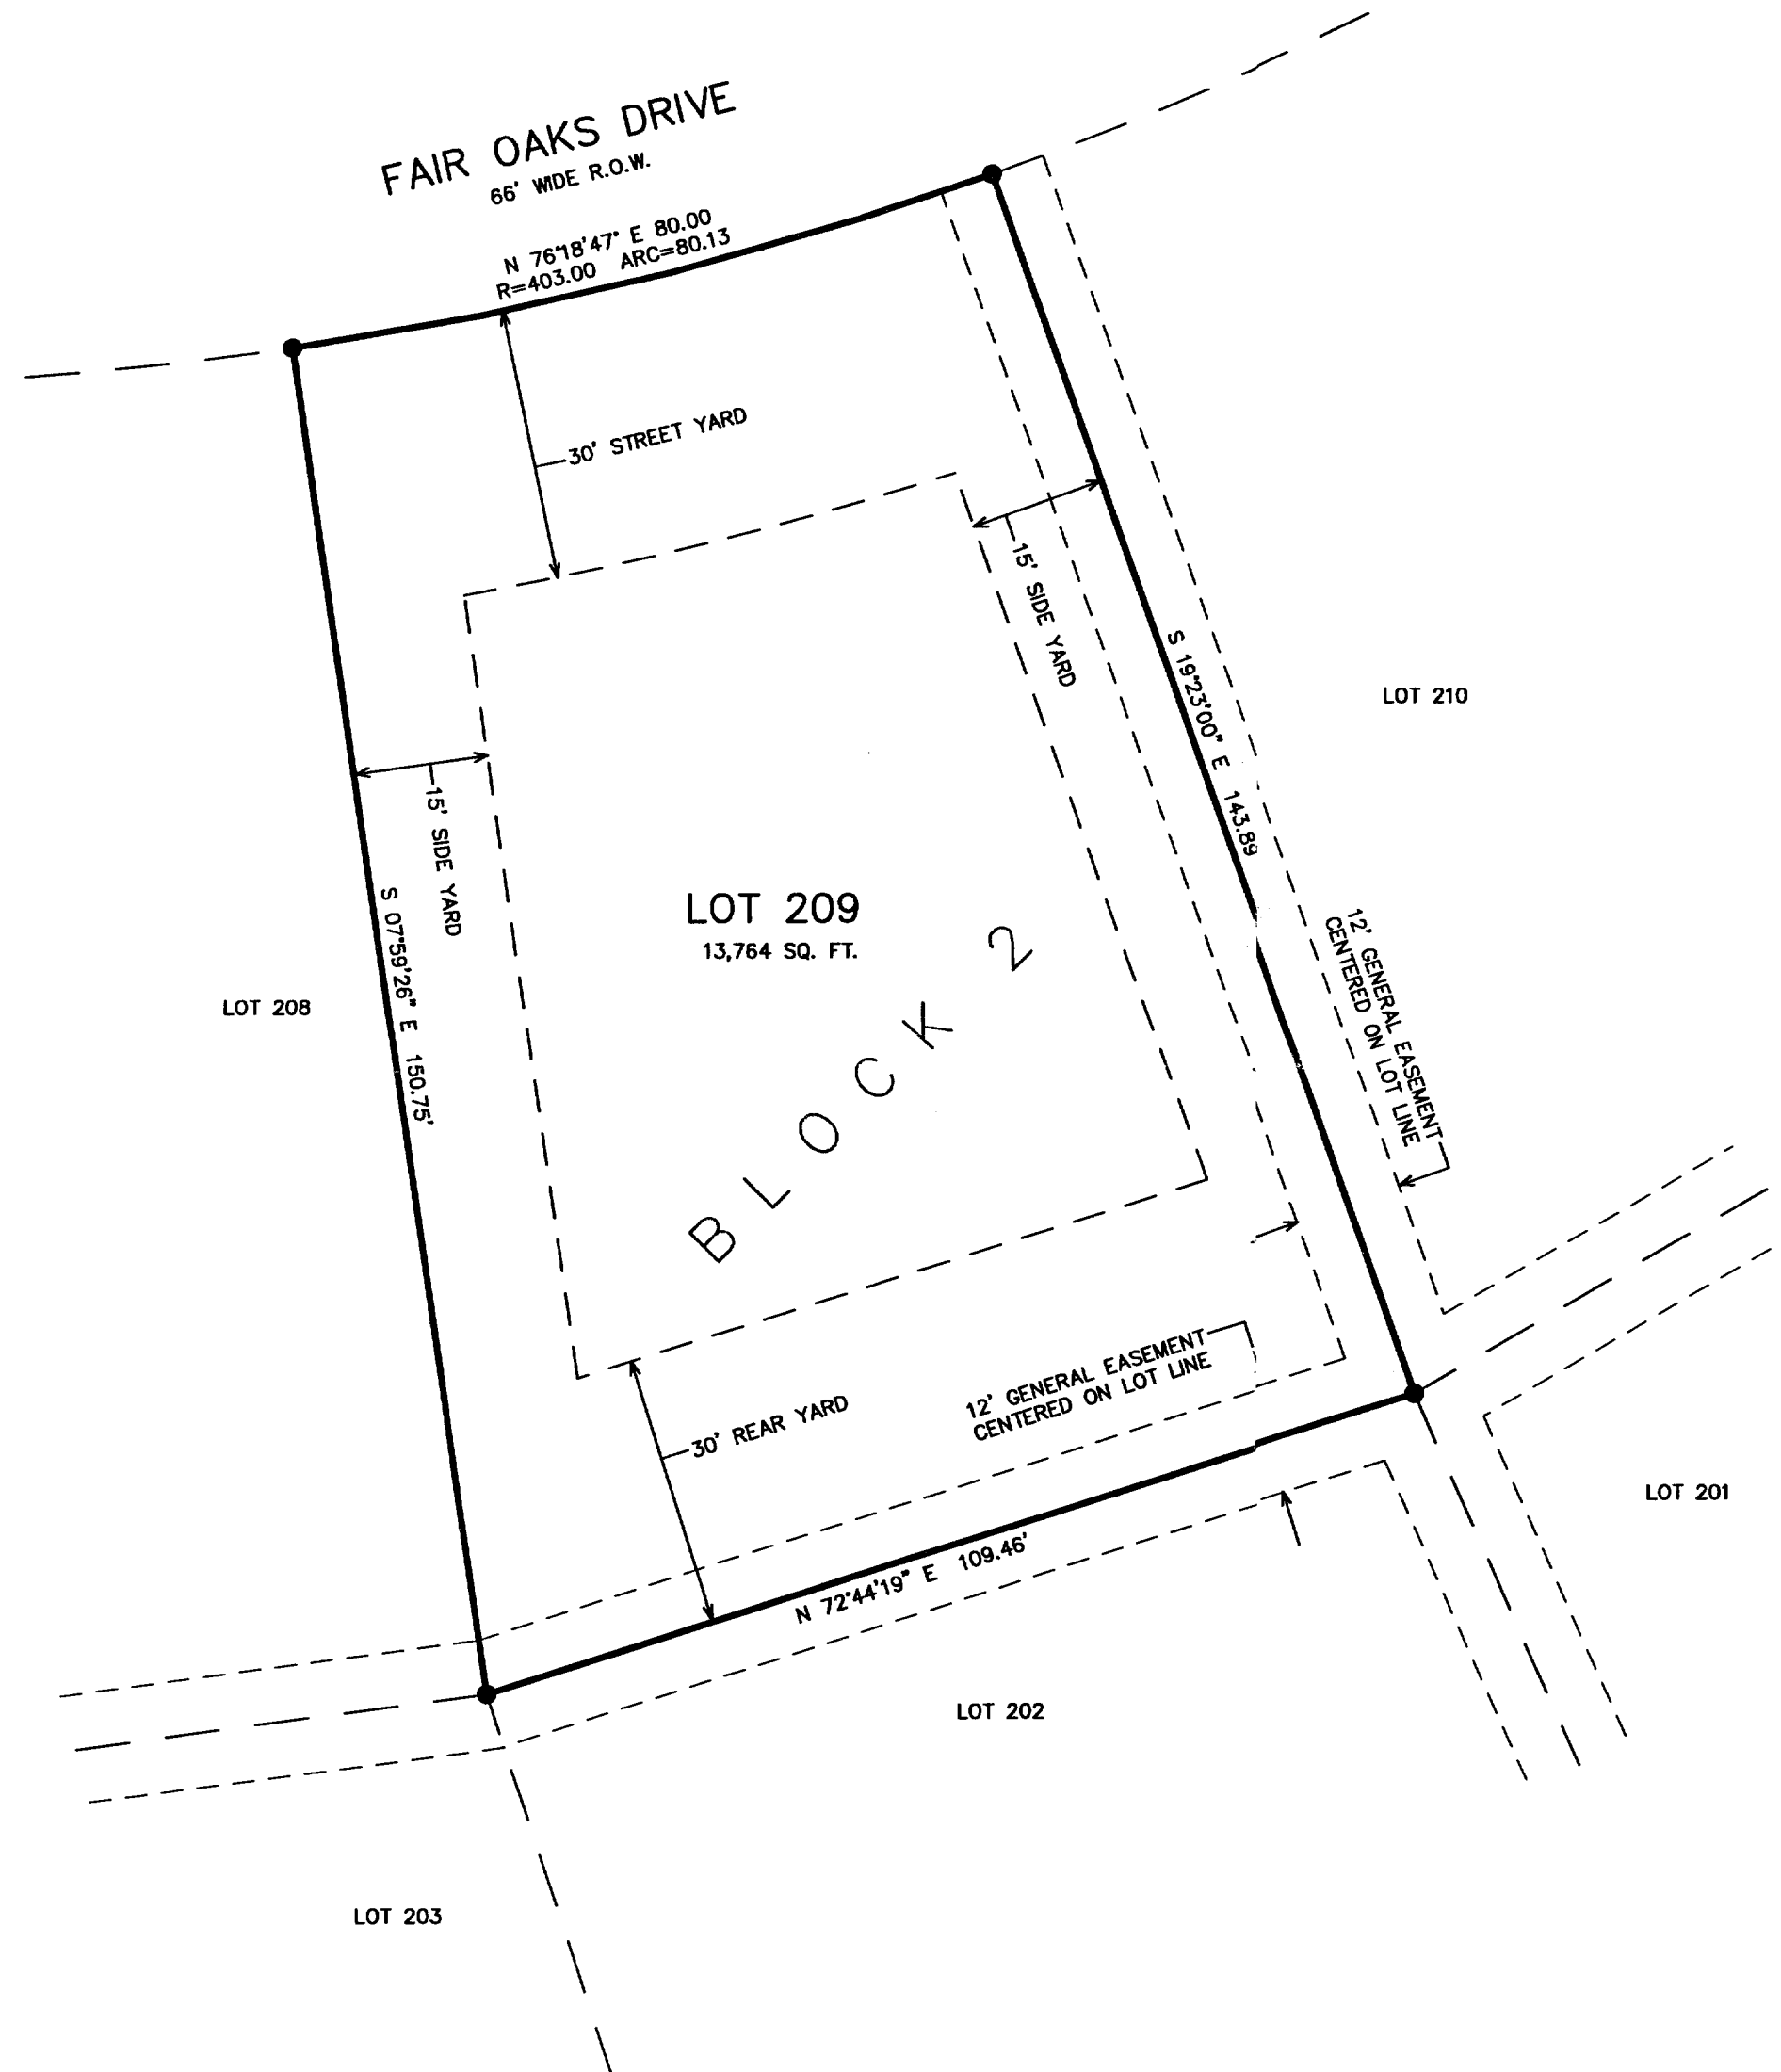 FAIR OAKS DRIVE
66' WIDE R.O.W.
N 76°18'47" E 80.00
R=403.00 ARC=80.13
30' STREET YARD
15' SIDE YARD
S 19°23'00" E 143.89
LOT 210
15' SIDE YARD
S 07°59'26" E 150.75'
LOT 209
13,764 SQ. FT.
BLOCK 2
LOT 208
12' GENERAL EASEMENT
CENTERED ON LOT LINE
12' GENERAL EASEMENT
CENTERED ON LOT LINE
30' REAR YARD
N 72°44'19" E 109.46'
LOT 201
LOT 202
LOT 203